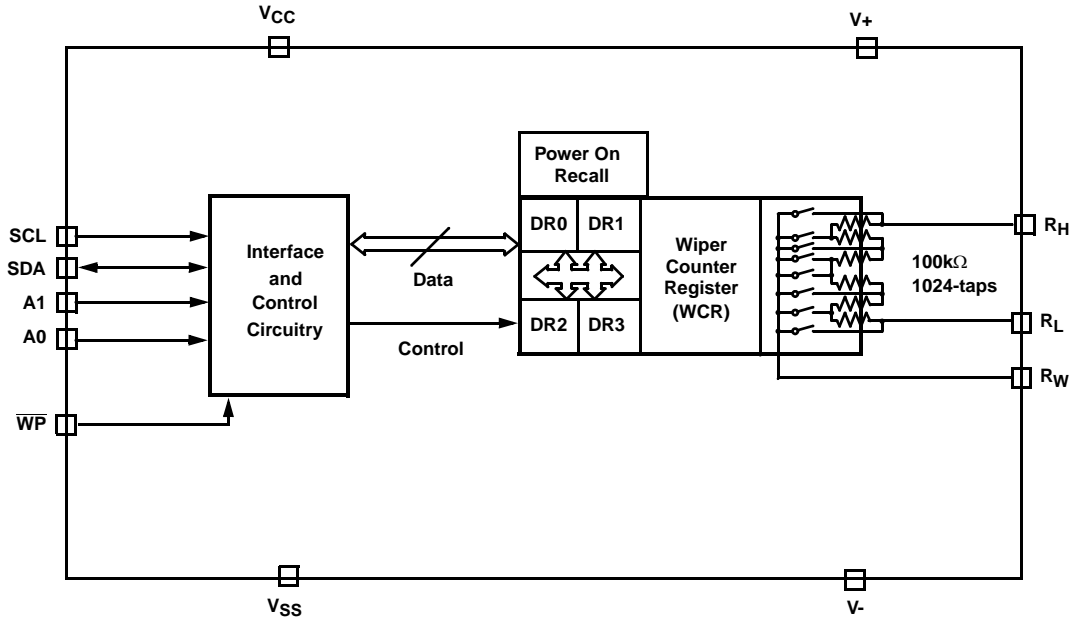 VCC
V+
Power On
Recall
DR0 DR1
DR2 DR3
SCL
SDA
A1
A0
WP
Interface
and
Control
Circuitry
Data
Control
Wiper
Counter
Register
(WCR)
100kΩ
1024-taps
RH
RL
RW
VSS
V-